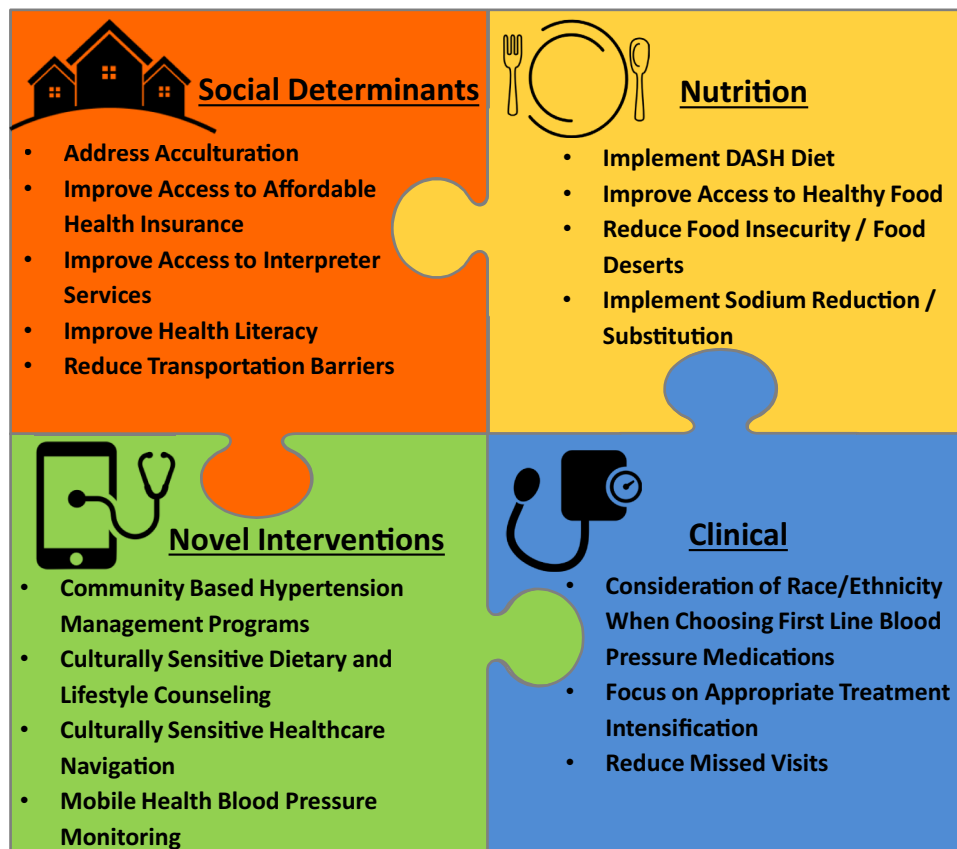 Social Determinants
• Address Acculturation
• Improve Access to Affordable
Health Insurance
• Improve Access to Interpreter
Services
• Improve Health Literacy
• Reduce Transportation Barriers
Nutrition
• Implement DASH Diet
• Improve Access to Healthy Food
• Reduce Food Insecurity / Food
Deserts
• Implement Sodium Reduction /
Substitution
Novel Interventions
• Community Based Hypertension
Management Programs
• Culturally Sensitive Dietary and
Lifestyle Counseling
• Culturally Sensitive Healthcare
Navigation
• Mobile Health Blood Pressure
Monitoring
Clinical
• Consideration of Race/Ethnicity
When Choosing First Line Blood
Pressure Medications
• Focus on Appropriate Treatment
Intensification
• Reduce Missed Visits